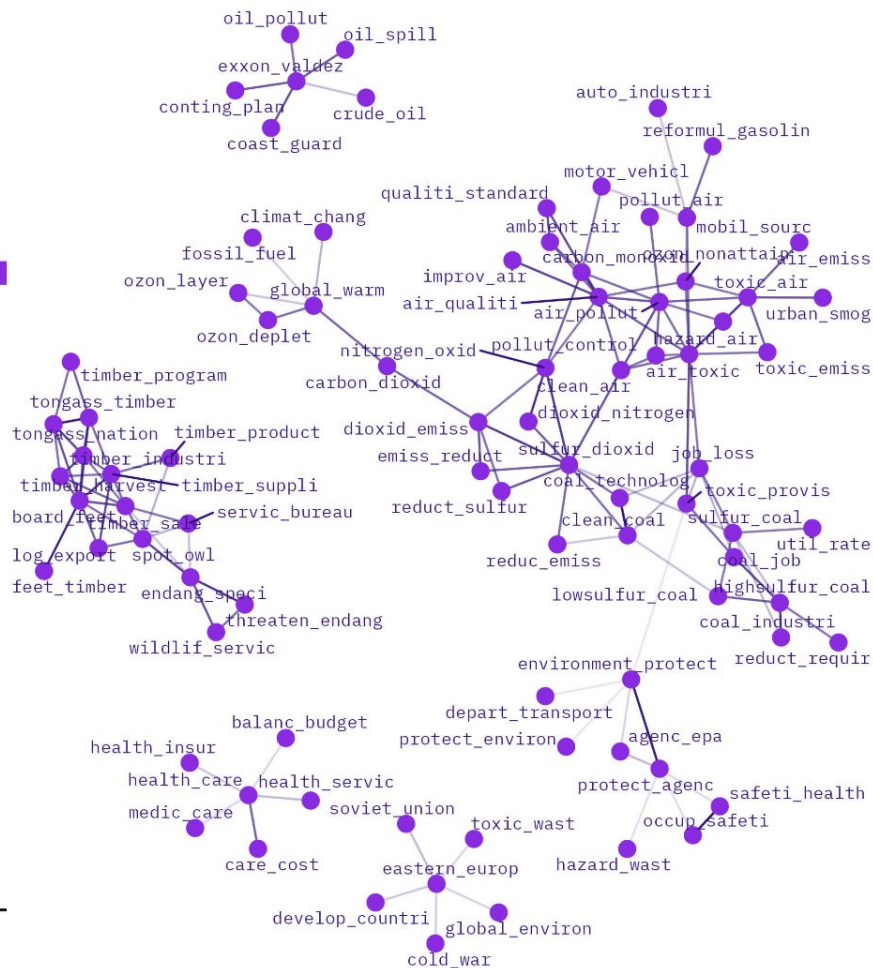 oil_pollut
oil_spill
exxon_valdez
conting_plan
crude_oil
coast_guard
auto_industri
reformul_gasolin
motor_vehicl
qualiti_standard
pollut_air
climat_chang
ambient_air
mobil_sourc
fossil_fuel
carbon_monoxid
ozon_nonattain
air_emiss
improv_air
toxic_air
ozon_layer
global_warm
air_qualiti
air_pollut
urban_smog
ozon_deplet
nitrogen_oxid
pollut_control
hazard_air
carbon_dioxid
clean_air
air_toxic
toxic_emiss
timber_program
tongass_timber
dioxid_nitrogen
dioxid_emiss
tongass_nation
timber_product
emiss_reduct
sulfur_dioxid
job_loss
timber_industri
coal_technolog
timber_harvest
timber_suppli
toxic_provis
reduct_sulfur
board_feet
timber_sale
servic_bureau
clean_coal
sulfur_coal
util_rate
log_export
spot_owl
reduc_emiss
coal_job
feet_timber
endang_speci
lowsulfur_coal
highsulfur_coal
threaten_endang
coal_industri
wildlif_servic
reduct_requir
environment_protect
depart_transport
balanc_budget
protect_environ
agenc_epa
health_insur
health_care
health_servic
protect_agenc
safeti_health
medic_care
soviet_union
toxic_wast
occup_safeti
care_cost
eastern_europ
hazard_wast
develop_countri
global_environ
cold_war